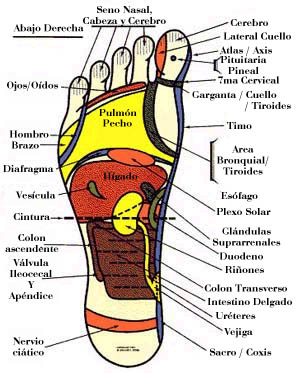 Abajo Derecha
Seno Nasal,
Cabeza y Cerebro
Ojos/Oídos
Pulmón
Pecho
Hombro
Brazo
Diafragma
Hígado
Vesícula
Cintura
Colon
ascendente
Válvula
Ileocecal
Y
Apéndice
Nervio
ciático
Cerebro
Lateral Cuello
Atlas / Axis
Pituitaria
Pineal
7ma Cervical
Garganta / Cuello
/ Tiroides
Timo
Area
Bronquial/
Tiroides
Esófago
Plexo Solar
Glándulas
Suprarrenales
Duodeno
Riñones
Colon Transverso
Intestino Delgado
Uréteres
Vejiga
Sacro / Coxis